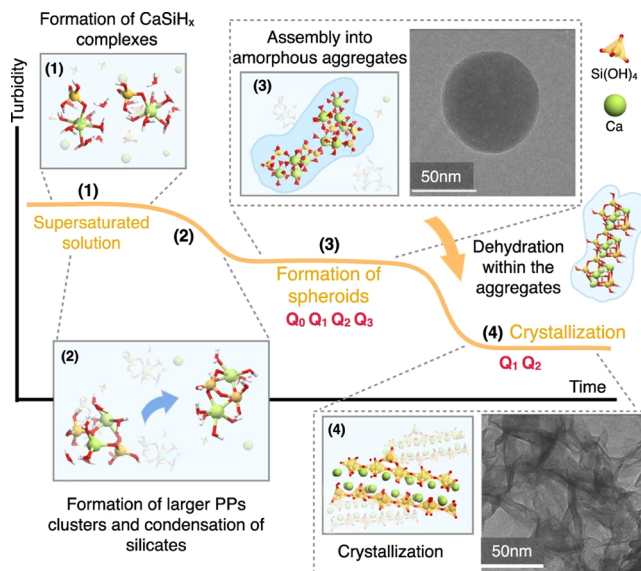 Formation of CaSiHx
complexes
(1)
Turbidity
Assembly into
amorphous aggregates
(3)
50nm
Si(OH)4
Ca
(1)
Supersaturated
solution
(2)
(3)
Formation of
spheroids
Q0 Q1 Q2 Q3
Dehydration
within the
aggregates
(4) Crystallization
Q1 Q2
Time
(2)
Formation of larger PPs
clusters and condensation of
silicates
(4)
Crystallization
50nm